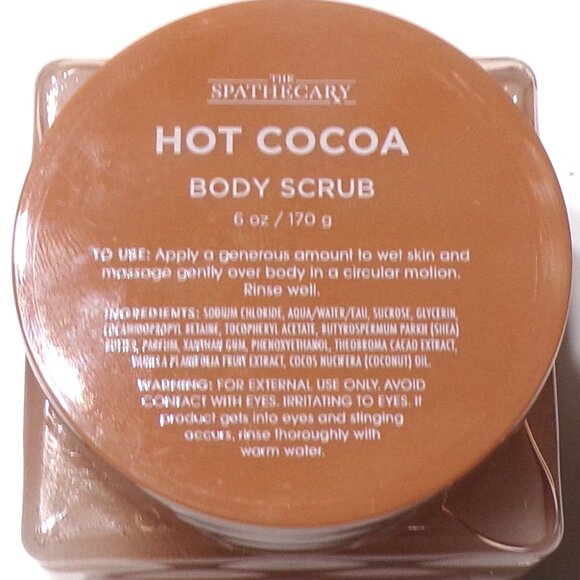 THE
SPATHECARY
HOT COCOA
BODY SCRUB
6 oz / 170 g
TO USE: Apply a generous amount to wet skin and
massage gently over body in a circular motion.
Rinse well.
INGREDIENTS: SODIUM CHLORIDE, AQUA/WATER/EAU, SUCROSE, GLYCERIN,
COCAMIDOPROPYL BETAINE, TOCOPHERYL ACETATE, BUTYROSPERMUM PARKII (SHEA)
BUTTER, PARFUM, XANTHAN GUM, PHENOXYETHANOL, THEOBROMA CACAO EXTRACT,
VANILLA PLANIFOLIA FRUIT EXTRACT, COCOS NUCIFERA (COCONUT) OIL.
WARNING: FOR EXTERNAL USE ONLY. AVOID
CONTACT WITH EYES. IRRITATING TO EYES. If
product gets into eyes and stinging
occurs, rinse thoroughly with
warm water.